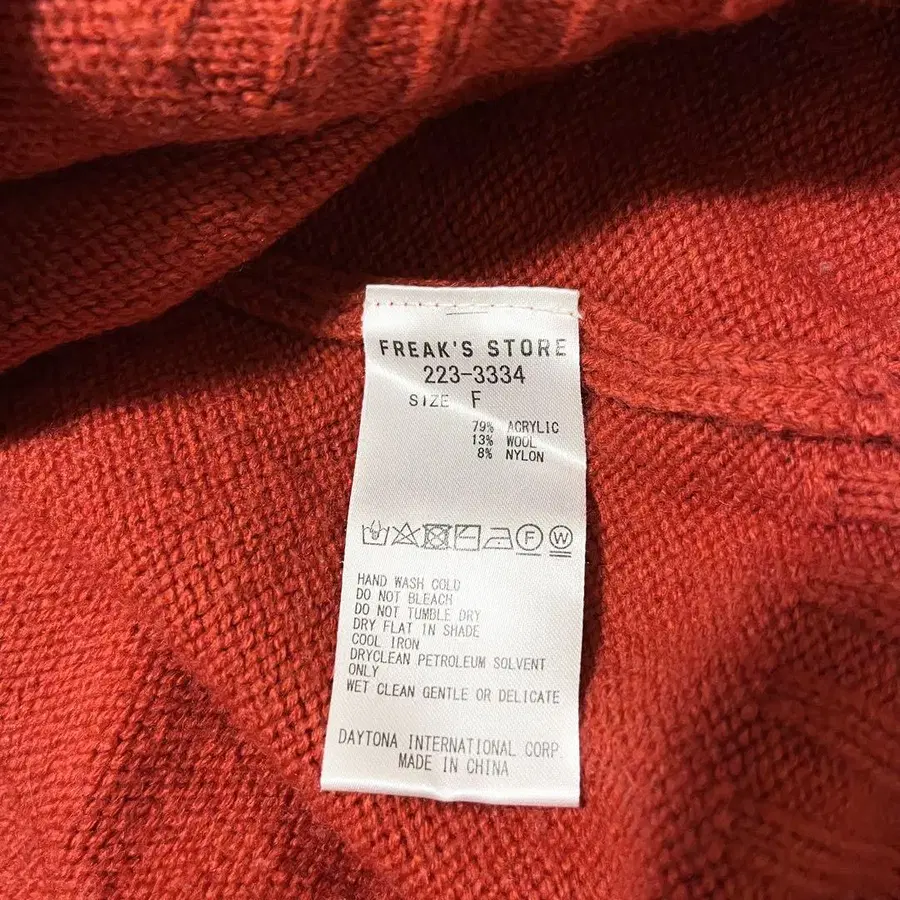 FREAK'S STORE
223-3334
SIZE F
79% ACRYLIC
13% WOOL
8% NYLON
F W
HAND WASH COLD
DO NOT BLEACH
DO NOT TUMBLE DRY
DRY FLAT IN SHADE
COOL IRON
DRYCLEAN PETROLEUM SOLVENT
ONLY
WET CLEAN GENTLE OR DELICATE
DAYTONA INTERNATIONAL CORP.
MADE IN CHINA